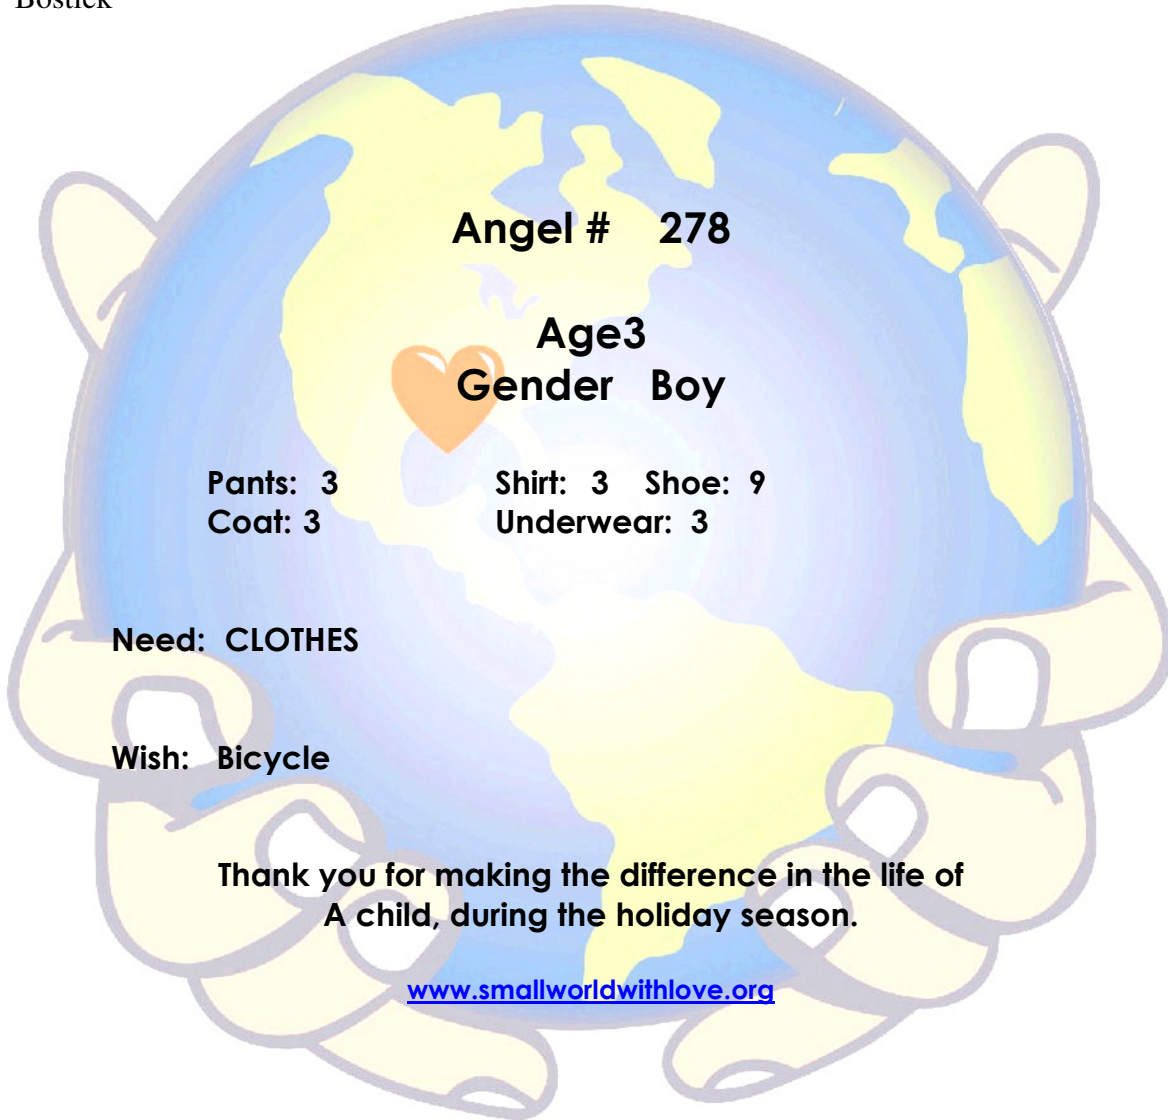 Bostick
Angel # 278
Age3
Gender Boy
Pants: 3 Shirt: 3 Shoe: 9
Coat: 3 Underwear: 3
Need: CLOTHES
Wish: Bicycle
Thank you for making the difference in the life of
A child, during the holiday season.
www.smallworldwithlove.org